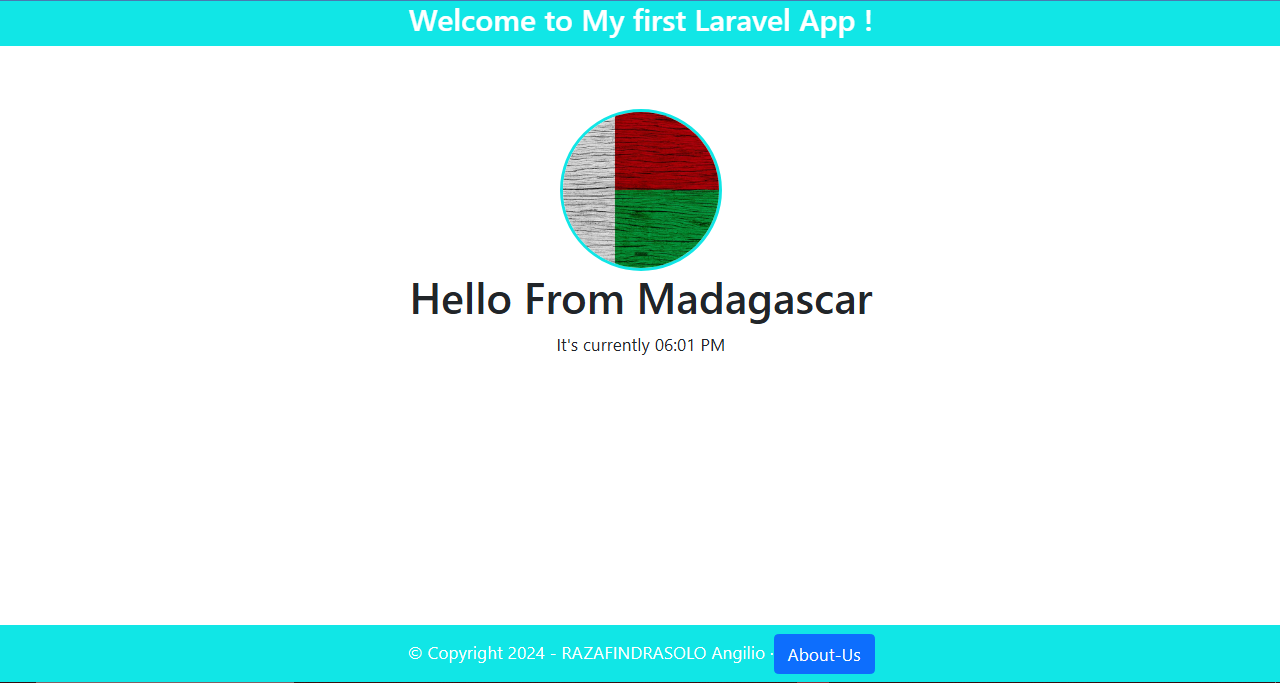 Welcome to My first Laravel App !
Hello From Madagascar
It's currently 06:01 PM
© Copyright 2024 - RAZAFINDRASOLO Angilio · About-Us